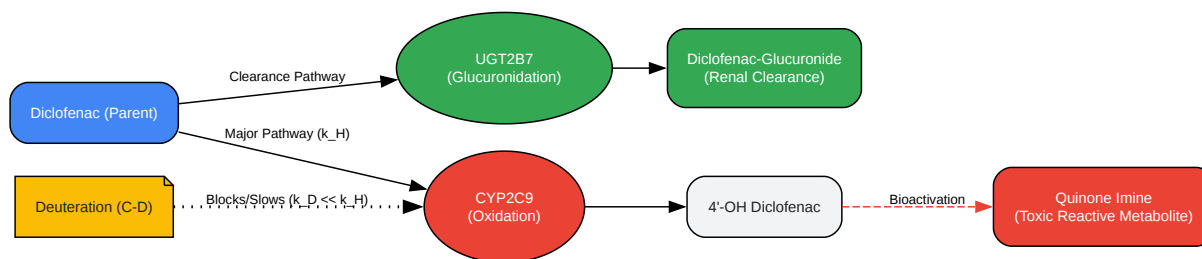 UGT2B7
(Glucuronidation)
Diclofenac-Glucuronide
(Renal Clearance)
Clearance Pathway
Diclofenac (Parent)
Major Pathway (k_H)
Deuteration (C-D)
Blocks/Slows (k_D << k_H)
CYP2C9
(Oxidation)
4'-OH Diclofenac
Bioactivation
Quinone Imine
(Toxic Reactive Metabolite)